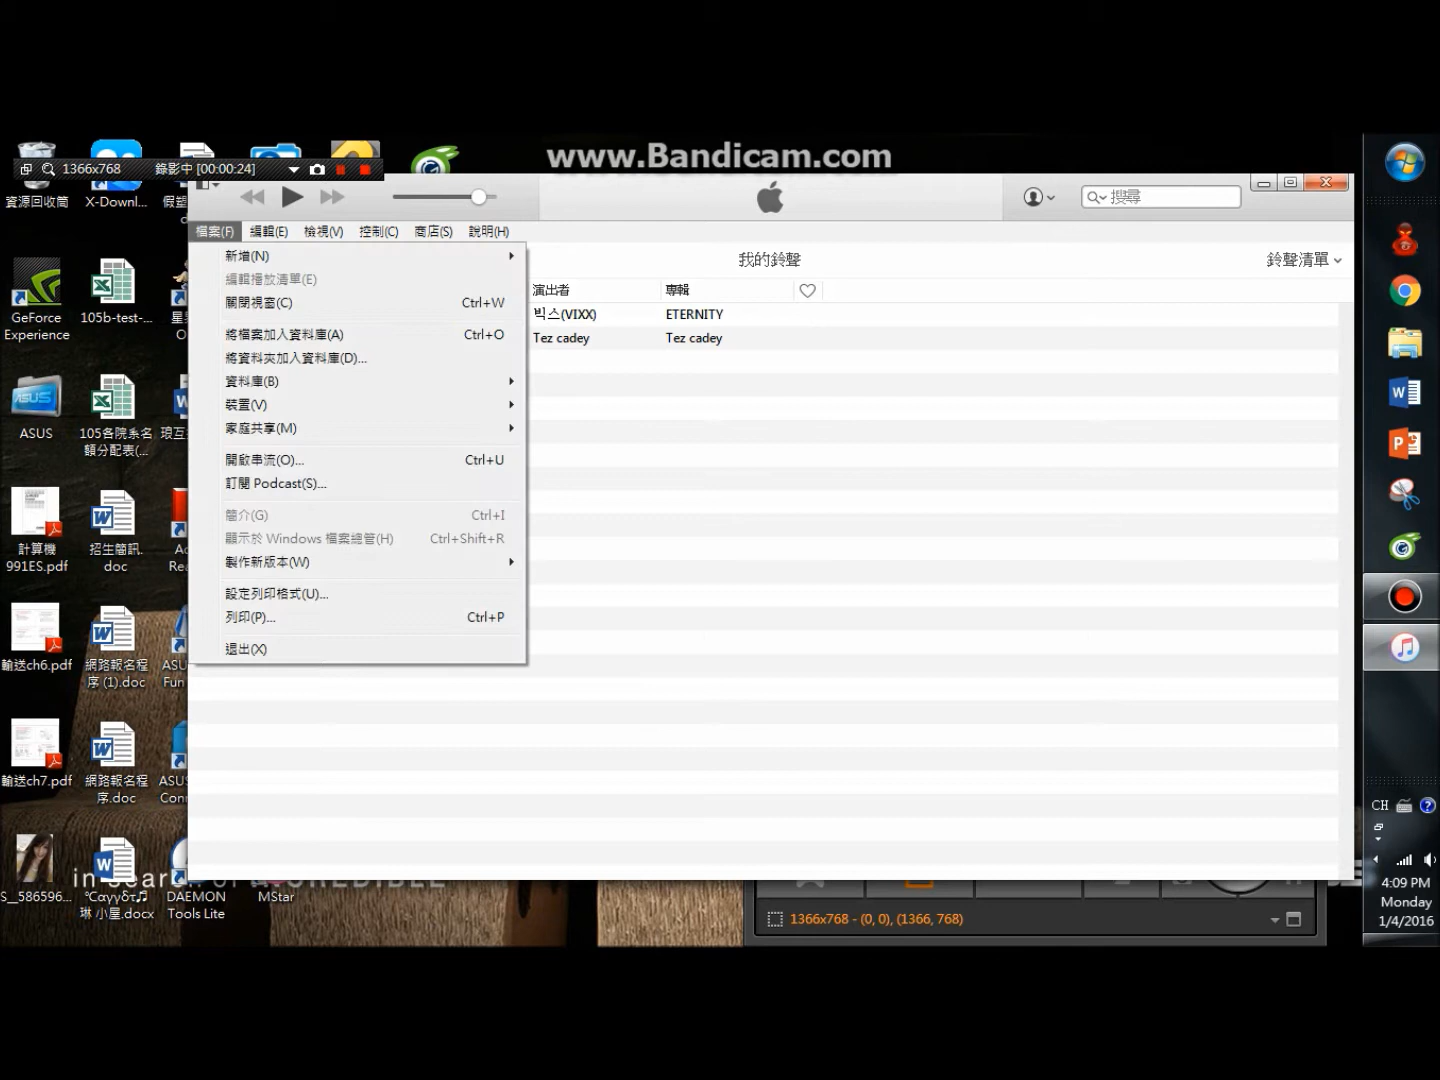 www.Bandicam.com
1366x768 錄影中 [00:00:24]
資源回收筒
X-Downl...
搜尋
檔案(F) 編輯(E) 檢視(V) 控制(C) 商店(S) 說明(H)
新增(N)
編輯播放清單(E)
關閉視窗(C) Ctrl+W
將檔案加入資料庫(A) Ctrl+O
將資料夾加入資料庫(D)...
資料庫(B)
裝置(V)
家庭共享(M)
開啟串流(O)... Ctrl+U
訂閱 Podcast(S)...
簡介(G) Ctrl+I
顯示於 Windows 檔案總管(H) Ctrl+Shift+R
製作新版本(W)
設定列印格式(U)...
列印(P)... Ctrl+P
退出(X)
我的鈴聲
鈴聲清單
演出者 專輯
빅스(VIXX) ETERNITY
Tez cadey Tez cadey
GeForce
Experience
105b-test-...
ASUS
105各院系名
額分配表(...
計算機
991ES.pdf
招生簡訊.
doc
輸送ch6.pdf
網路報名程
序 (1).doc
ASU
Fun
輸送ch7.pdf
網路報名程
序.doc
ASUS
Conn
S__586596...
琳 小屋.docx
DAEMON
Tools Lite
MStar
1366x768 - (0, 0), (1366, 768)
CH
4:09 PM
Monday
1/4/2016